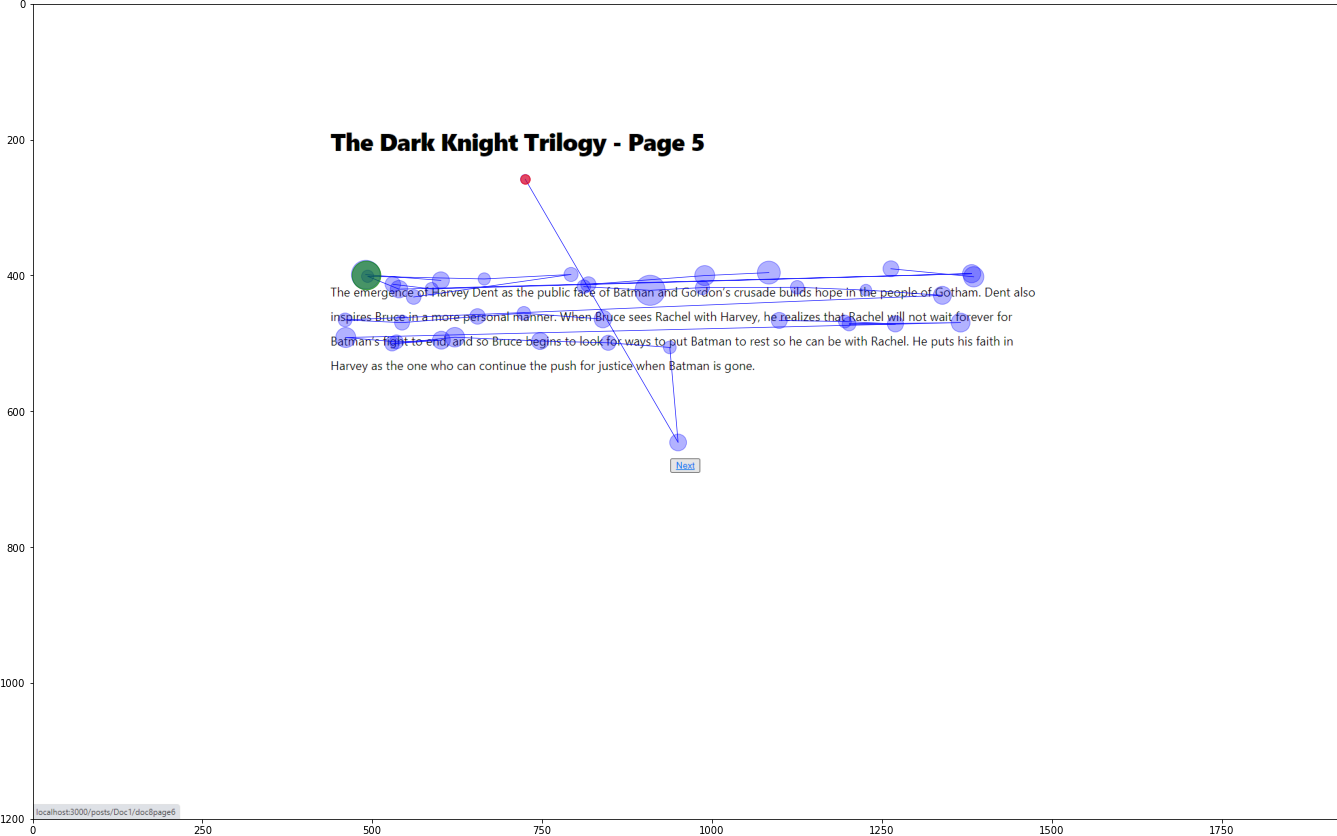 0
200
The Dark Knight Trilogy - Page 5
400
The emergence of Harvey Dent as the public face of Batman and Gordon's crusade builds hope in the people of Gotham. Dent also
inspires Bruce in a more personal manner. When Bruce sees Rachel with Harvey, he realizes that Rachel will not wait forever for
Batman's fight to end, and so Bruce begins to look for ways to put Batman to rest so he can be with Rachel. He puts his faith in
Harvey as the one who can continue the push for justice when Batman is gone.
600
Next
800
1000
localhost:3000/posts/Doc1/doc8page6
1200
0 250 500 750 1000 1250 1500 1750